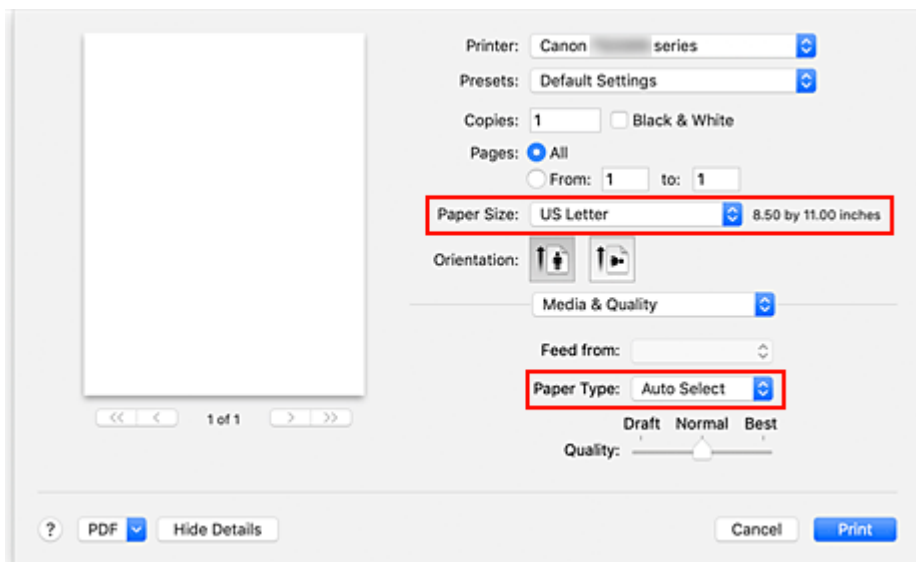 Printer: Canon series
Presets: Default Settings
Copies: 1 Black & White
Pages: All
From: 1 to: 1
Paper Size: US Letter 8.50 by 11.00 inches
Orientation:
Media & Quality
Feed from:
Paper Type: Auto Select
Draft Normal Best
Quality:
<< < 1 of 1 > >>
? PDF Hide Details Cancel Print